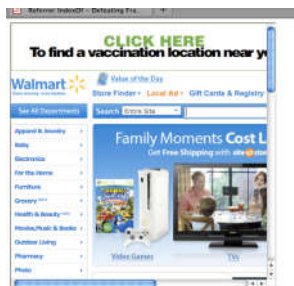 Referrer IndexOf - Defeating Fra...
CLICK HERE
To find a vaccination location near yo
Walmart
Value of the Day
Store Finder Local Ad Gift Cards & Registry
See All Departments
Search Entire Site
Apparel & Jewelry
Baby
Electronics
For the Home
Furniture
Grocery
Health & Beauty
Movies, Music & Books
Outdoor Living
Pharmacy
Photo
Family Moments Cost L
Get Free Shipping with site to store
Video Games
TVs